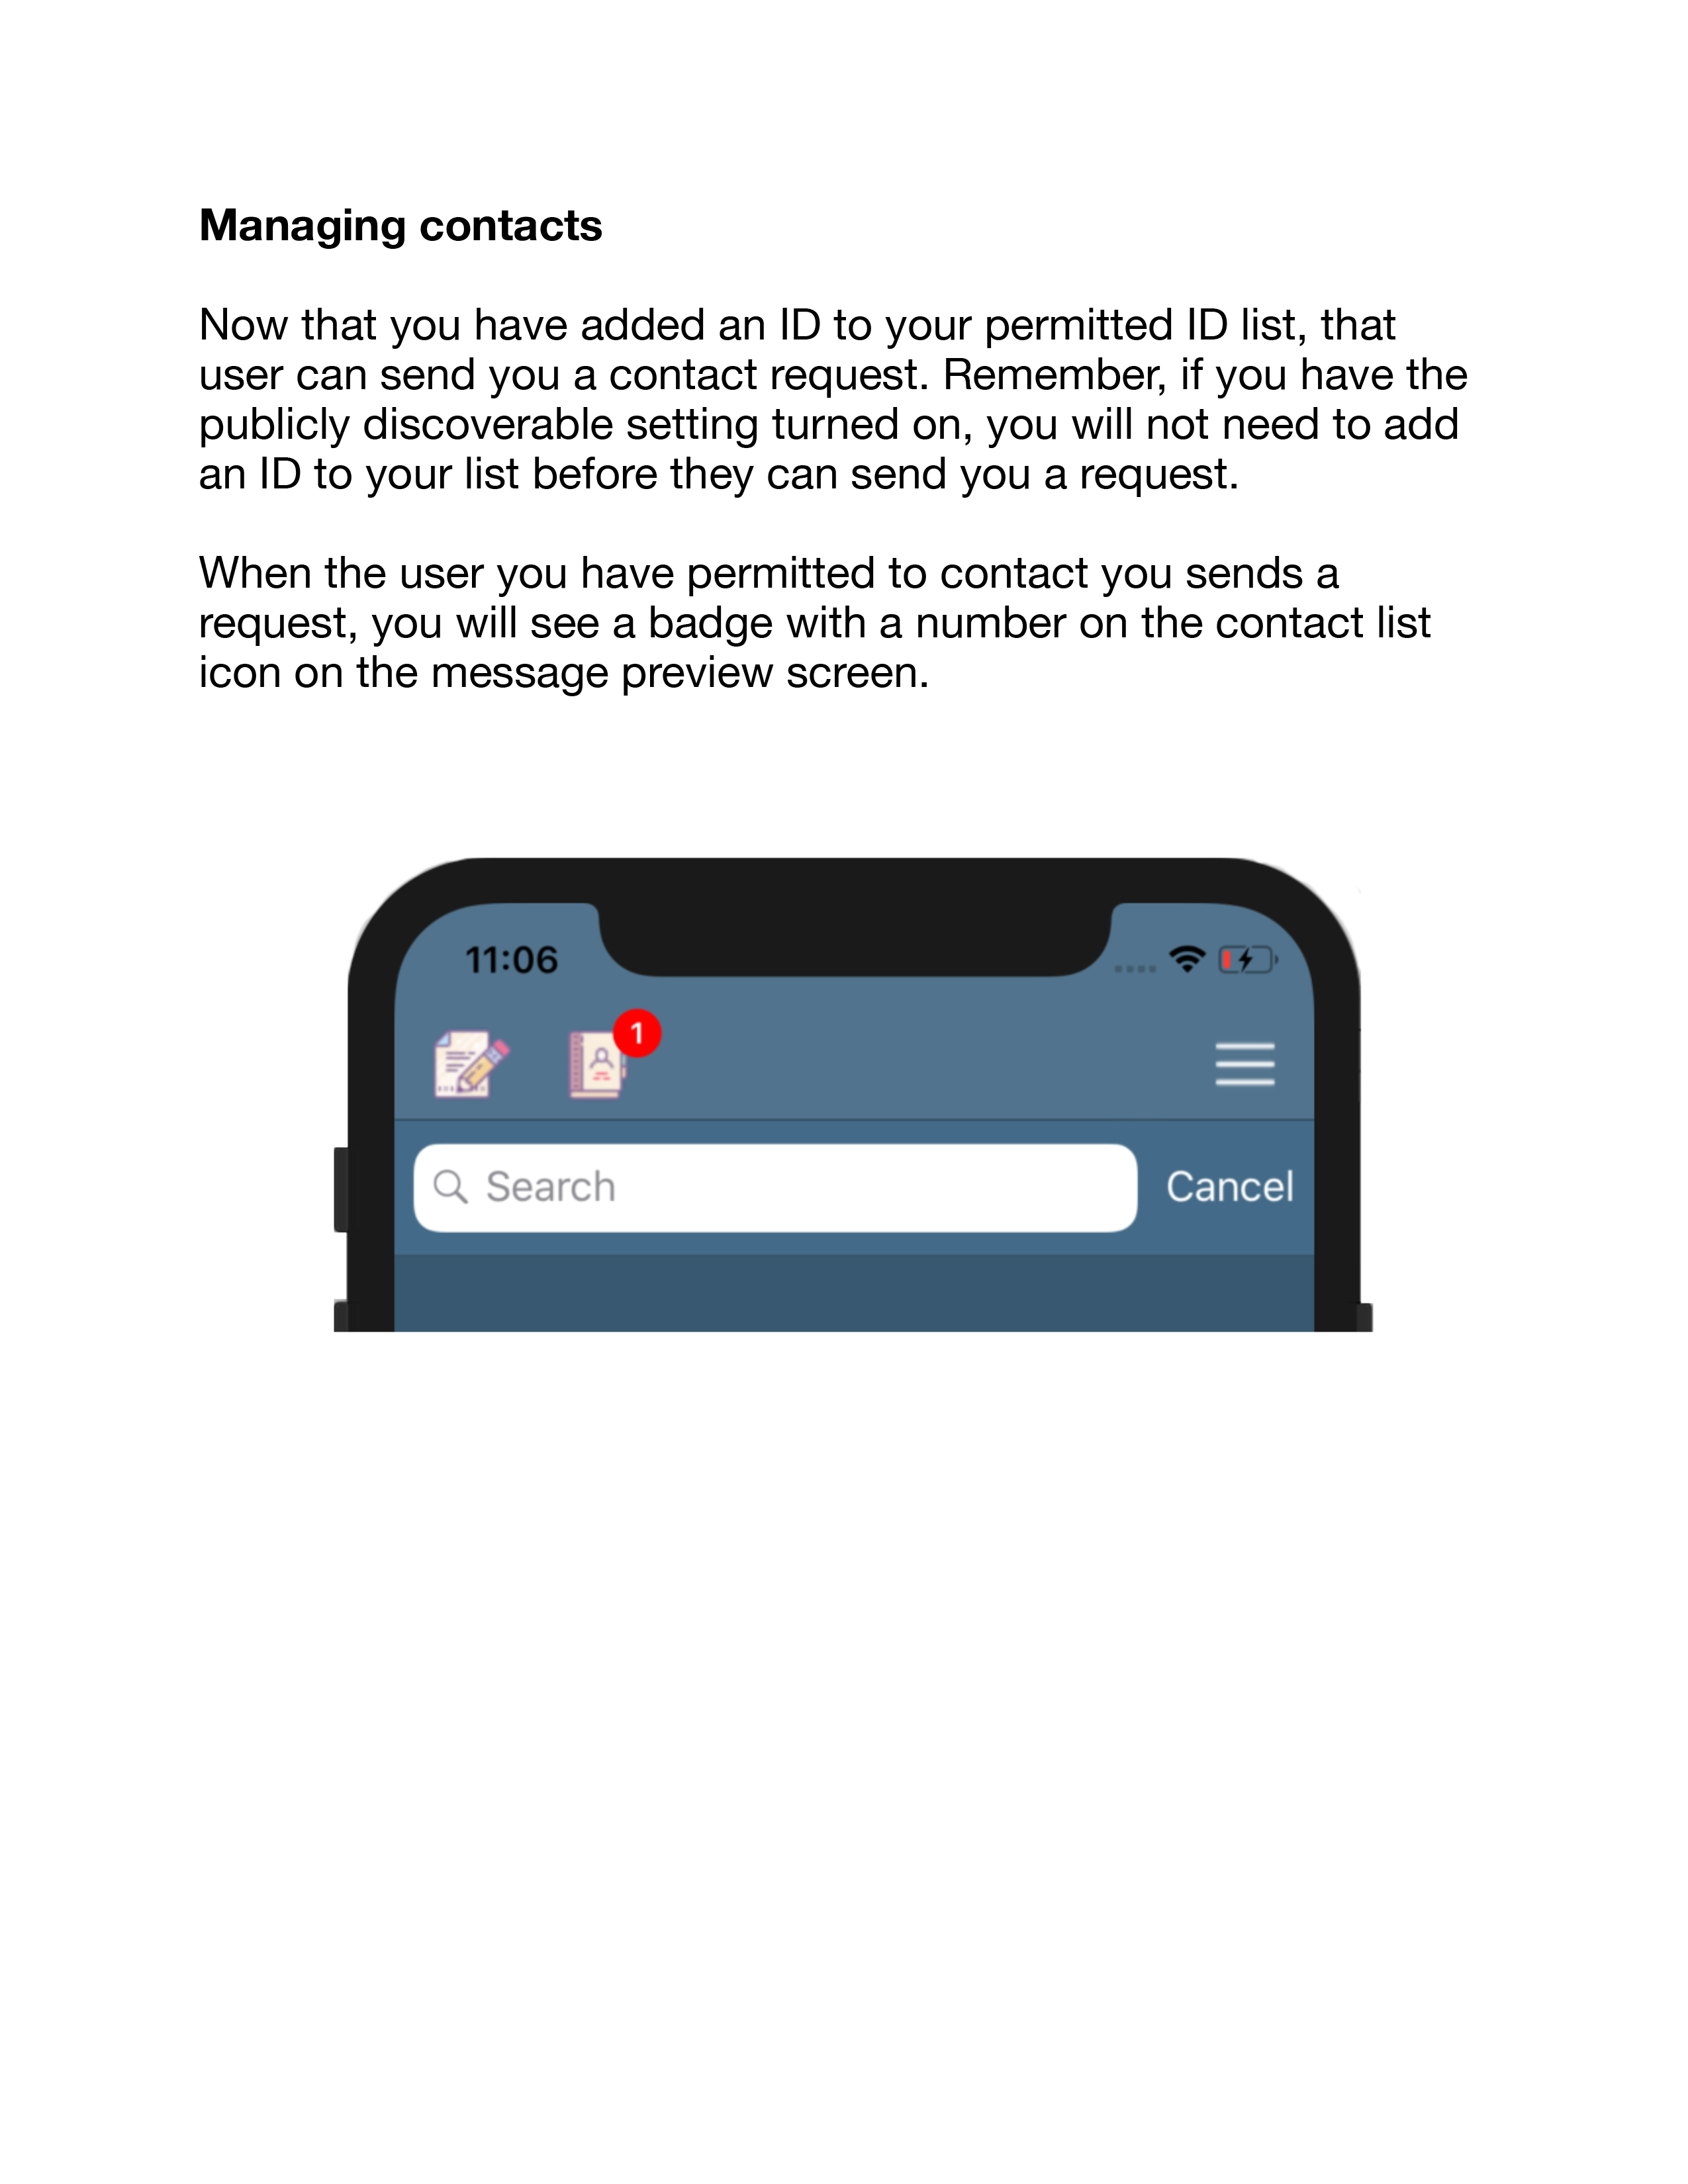 Managing contacts
Now that you have added an ID to your permitted ID list, that
user can send you a contact request. Remember, if you have the
publicly discoverable setting turned on, you will not need to add
an ID to your list before they can send you a request.
When the user you have permitted to contact you sends a
request, you will see a badge with a number on the contact list
icon on the message preview screen.
11:06
1
Search
Cancel